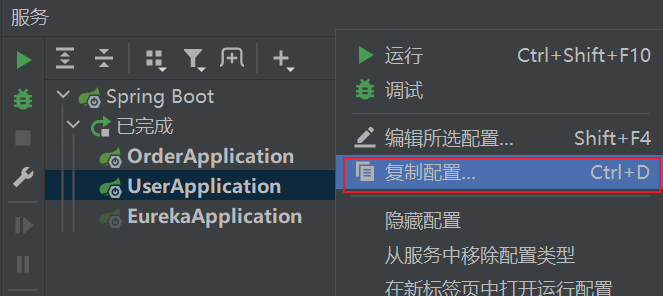 服务
Spring Boot
已完成
OrderApplication
UserApplication
EurekaApplication
运行 Ctrl+Shift+F10
调试
编辑所选配置... Shift+F4
复制配置... Ctrl+D
隐藏配置
从服务中移除配置类型
在新标签页中打开运行配置